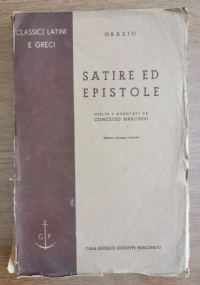 CLASSICI LATINI
E GRECI
ORAZIO
SATIRE ED
EPISTOLE
SCELTE E ANNOTATE DA
CONCETTO MARCHESI
G P
CASA EDITRICE GIUSEPPE PRINCIPATO